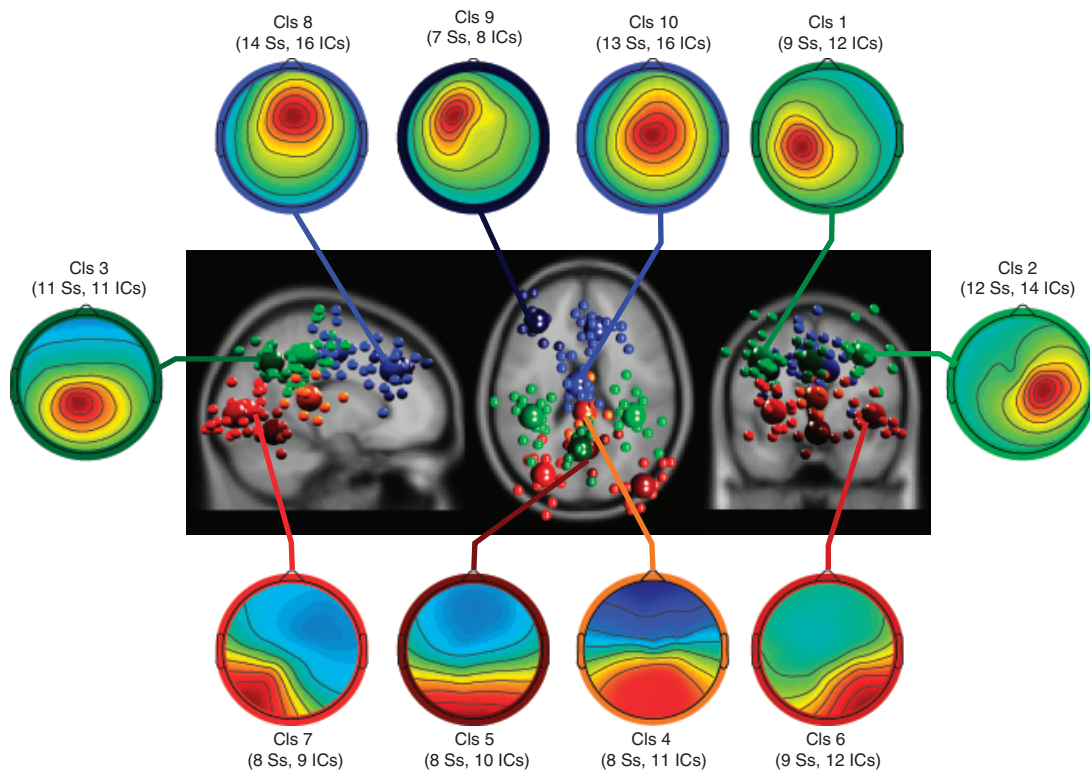 Cls 8
(14 Ss, 16 ICs)
Cls 9
(7 Ss, 8 ICs)
Cls 10
(13 Ss, 16 ICs)
Cls 1
(9 Ss, 12 ICs)
Cls 3
(11 Ss, 11 ICs)
Cls 2
(12 Ss, 14 ICs)
Cls 7
(8 Ss, 9 ICs)
Cls 5
(8 Ss, 10 ICs)
Cls 4
(8 Ss, 11 ICs)
Cls 6
(9 Ss, 12 ICs)